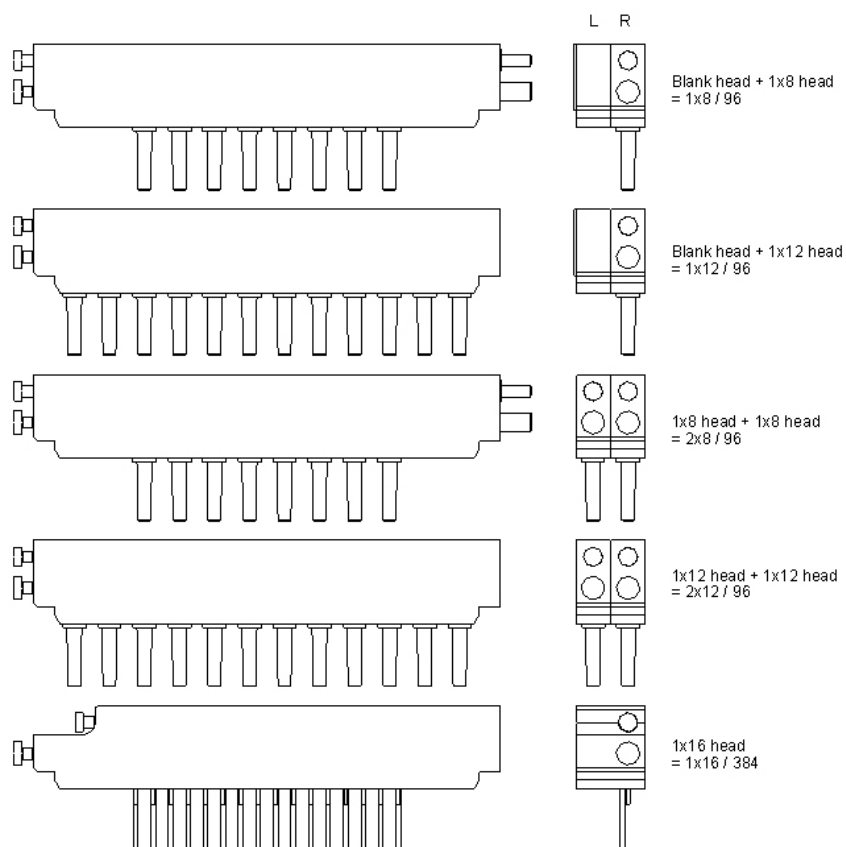 L R
Blank head + 1x8 head
= 1x8 / 96
Blank head + 1x12 head
= 1x12 / 96
1x8 head + 1x8 head
= 2x8 / 96
1x12 head + 1x12 head
= 2x12 / 96
1x16 head
= 1x16 / 384